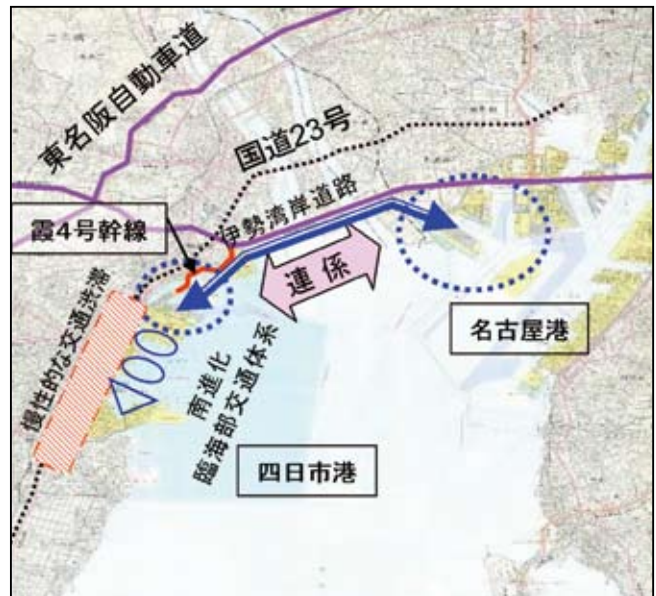 東名阪自動車道
国道23号
伊勢湾岸道路
霞4号幹線
連係
名古屋港
慢性的な交通渋滞
南進化
臨海部交通体系
四日市港